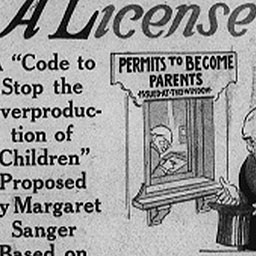 A License
“Code to
Stop the
verproduc-
tion of
Children”
Proposed
y Margaret
Sanger
Based on
PERMITS TO BECOME
PARENTS
ISSUED AT THE WINDOW